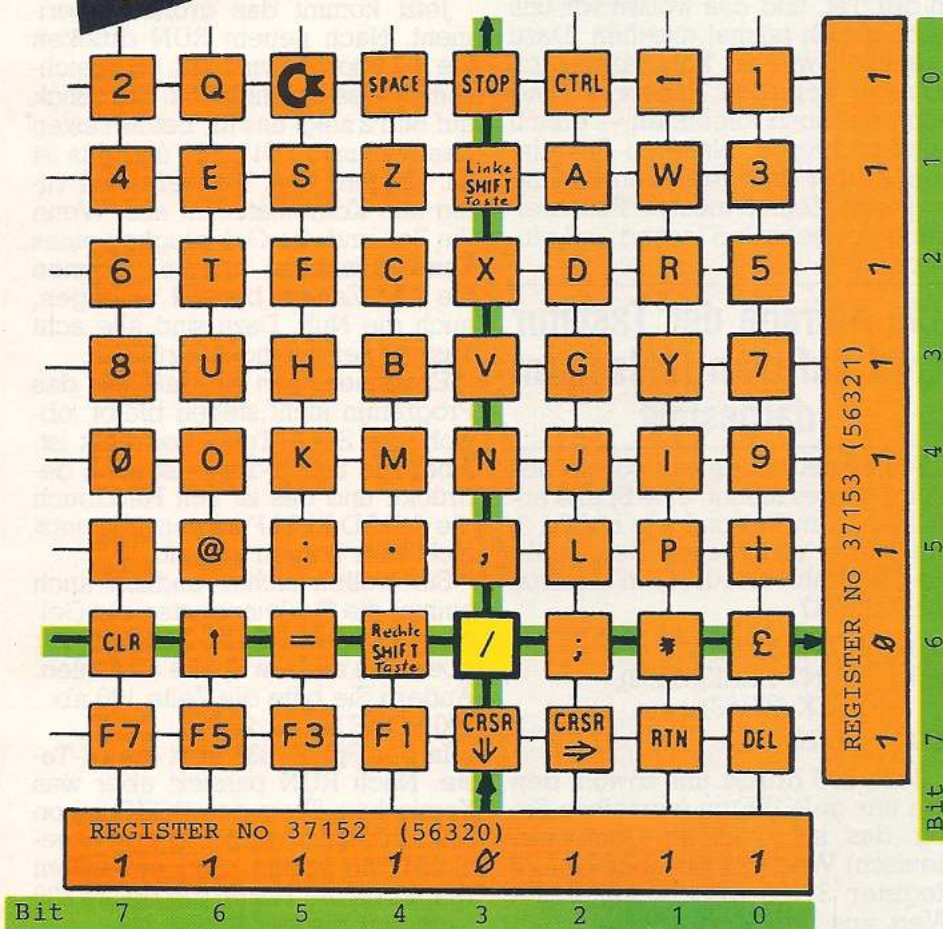 2 Q SPACE STOP CTRL ← 1
4 E S Z Linke SHIFT Taste A W 3
6 T F C X D R 5
8 U H B V G Y 7
Ø O K M N J I 9
| @ : . , L P +
CLR ↑ = Rechte SHIFT Taste / ; * £
F7 F5 F3 F1 CRSR ⇓ CRSR ⇒ RTN DEL
REGISTER No 37152 (56320)
1 1 1 1 Ø 1 1 1
Bit 7 6 5 4 3 2 1 0
REGISTER No 37153 (56321)
1 Ø 1 1 1 1 1 1
Bit 7 6 5 4 3 2 1 0